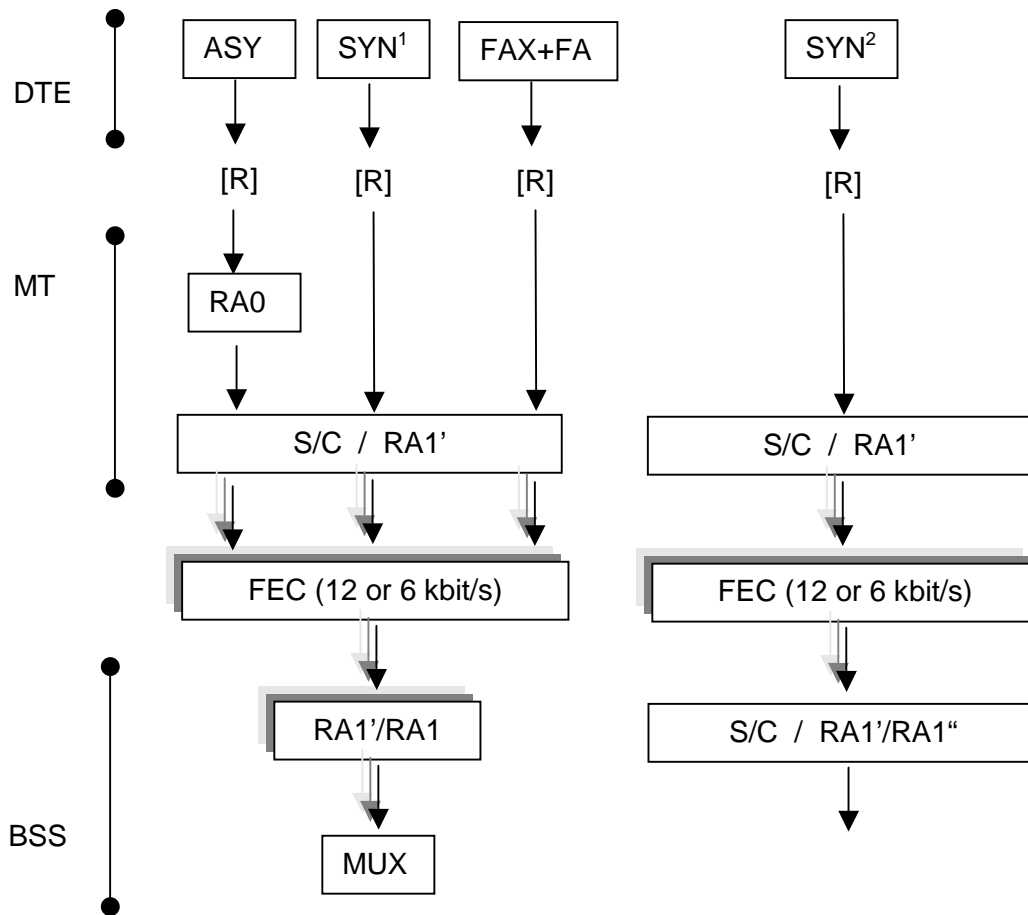 ASY SYN¹ FAX+FA SYN²
DTE
[R] [R] [R] [R]
MT
RA0
S/C / RA1’ S/C / RA1’
FEC (12 or 6 kbit/s) FEC (12 or 6 kbit/s)
RA1’/RA1 S/C / RA1’/RA1“
BSS
MUX